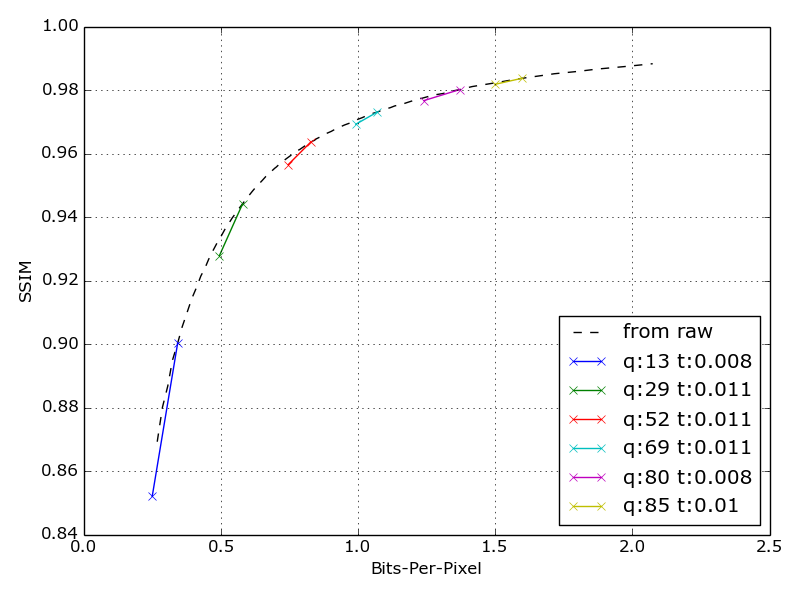 1.00
0.98
0.96
0.94
0.92
0.90
0.88
0.86
0.84
SSIM
0.0 0.5 1.0 1.5 2.0 2.5
Bits-Per-Pixel
from raw
q:13 t:0.008
q:29 t:0.011
q:52 t:0.011
q:69 t:0.011
q:80 t:0.008
q:85 t:0.01